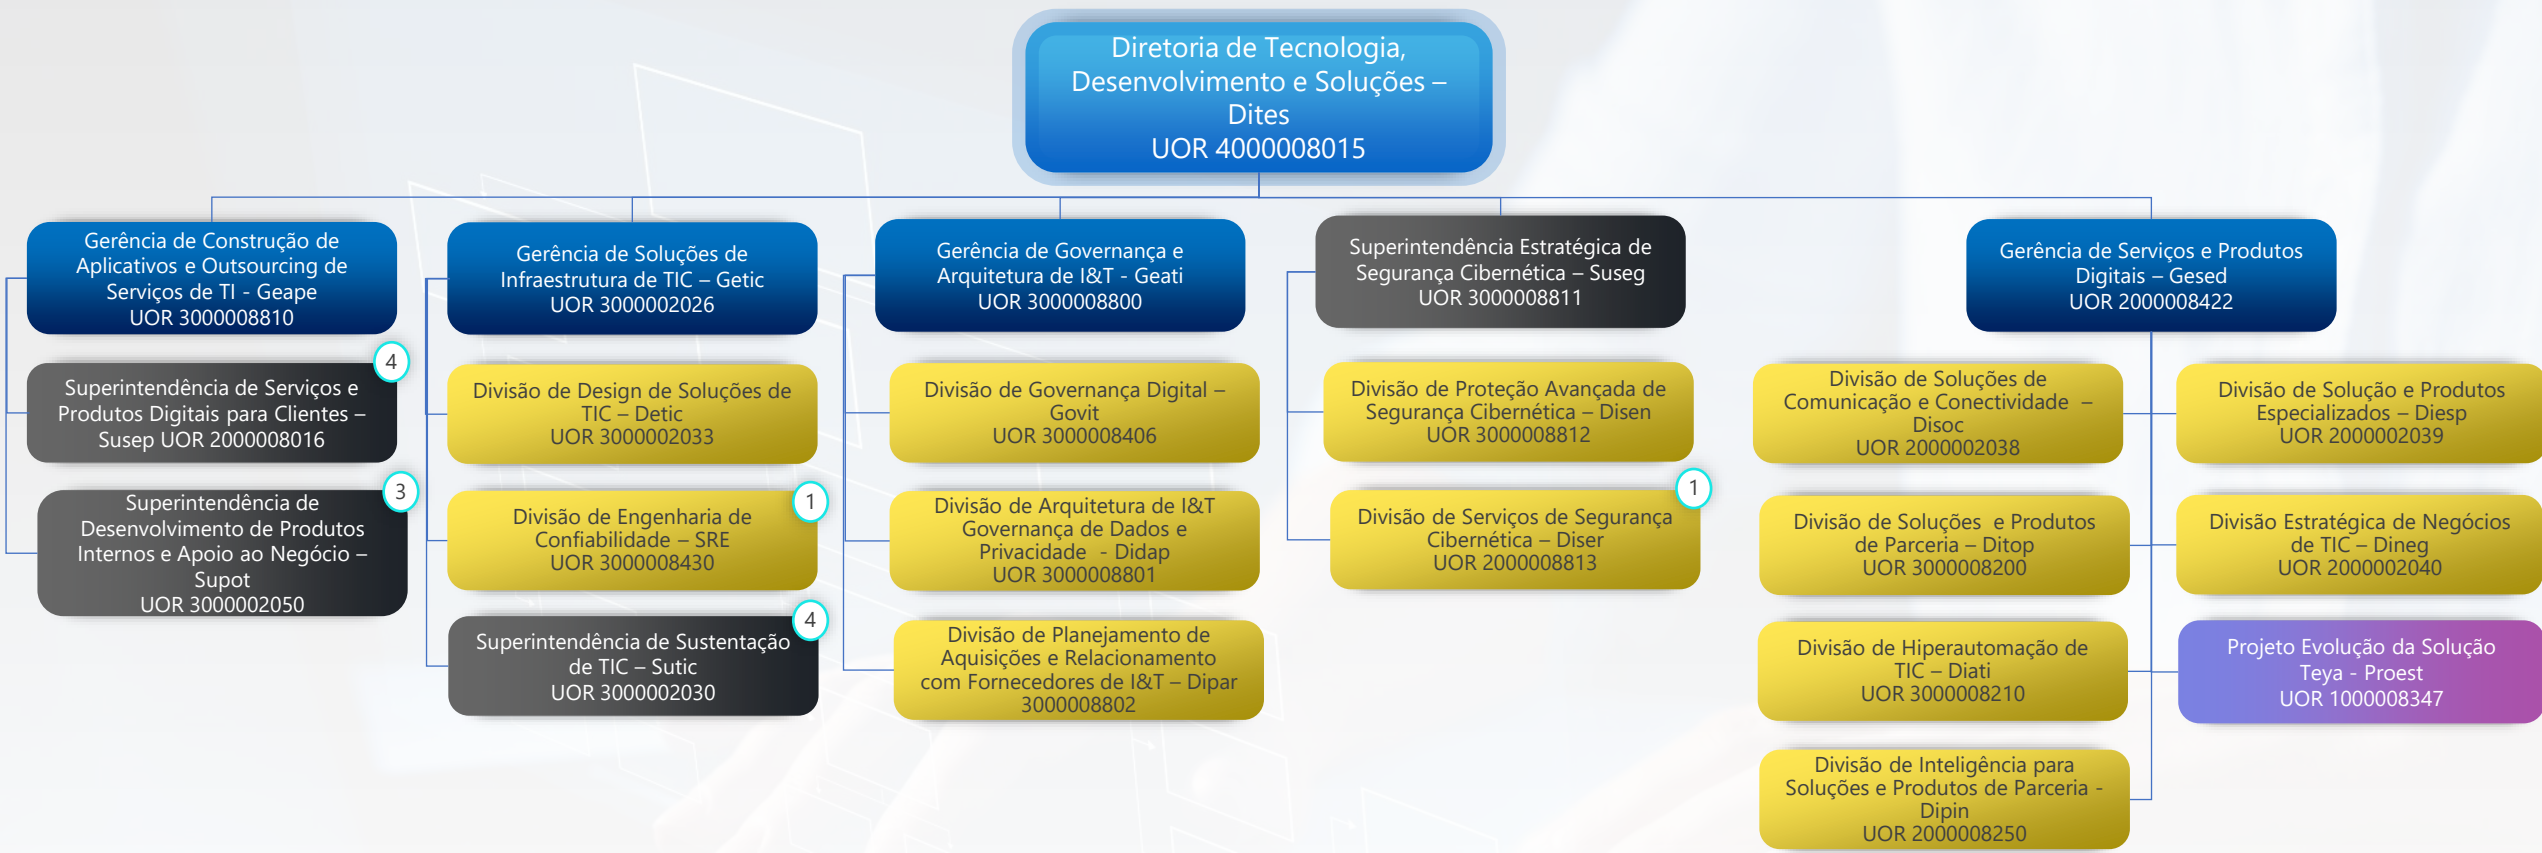 Diretoria de Tecnologia,
Desenvolvimento e Soluções –
Dites
UOR 4000008015
Gerência de Construção de
Aplicativos e Outsourcing de
Serviços de TI - Geape
UOR 3000008810
4
Superintendência de Serviços e
Produtos Digitais para Clientes –
Susep UOR 2000008016
3
Superintendência de
Desenvolvimento de Produtos
Internos e Apoio ao Negócio –
Supot
UOR 3000002050
Gerência de Soluções de
Infraestrutura de TIC – Getic
UOR 3000002026
Divisão de Design de Soluções de
TIC – Detic
UOR 3000002033
1
Divisão de Engenharia de
Confiabilidade – SRE
UOR 3000008430
4
Superintendência de Sustentação
de TIC – Sutic
UOR 3000002030
Gerência de Governança e
Arquitetura de I&T - Geati
UOR 3000008800
Divisão de Governança Digital –
Govit
UOR 3000008406
Divisão de Arquitetura de I&T
Governança de Dados e
Privacidade - Didap
UOR 3000008801
Divisão de Planejamento de
Aquisições e Relacionamento
com Fornecedores de I&T – Dipar
3000008802
Superintendência Estratégica de
Segurança Cibernética – Suseg
UOR 3000008811
Divisão de Proteção Avançada de
Segurança Cibernética – Disen
UOR 3000008812
1
Divisão de Serviços de Segurança
Cibernética – Diser
UOR 2000008813
Gerência de Serviços e Produtos
Digitais – Gesed
UOR 2000008422
Divisão de Soluções de
Comunicação e Conectividade –
Disoc
UOR 2000002038
Divisão de Soluções e Produtos
de Parceria – Ditop
UOR 3000008200
Divisão de Hiperautomação de
TIC – Diati
UOR 3000008210
Divisão de Inteligência para
Soluções e Produtos de Parceria -
Dipin
UOR 2000008250
Divisão de Solução e Produtos
Especializados – Diesp
UOR 2000002039
Divisão Estratégica de Negócios
de TIC – Dineg
UOR 2000002040
Projeto Evolução da Solução
Teya - Proest
UOR 1000008347